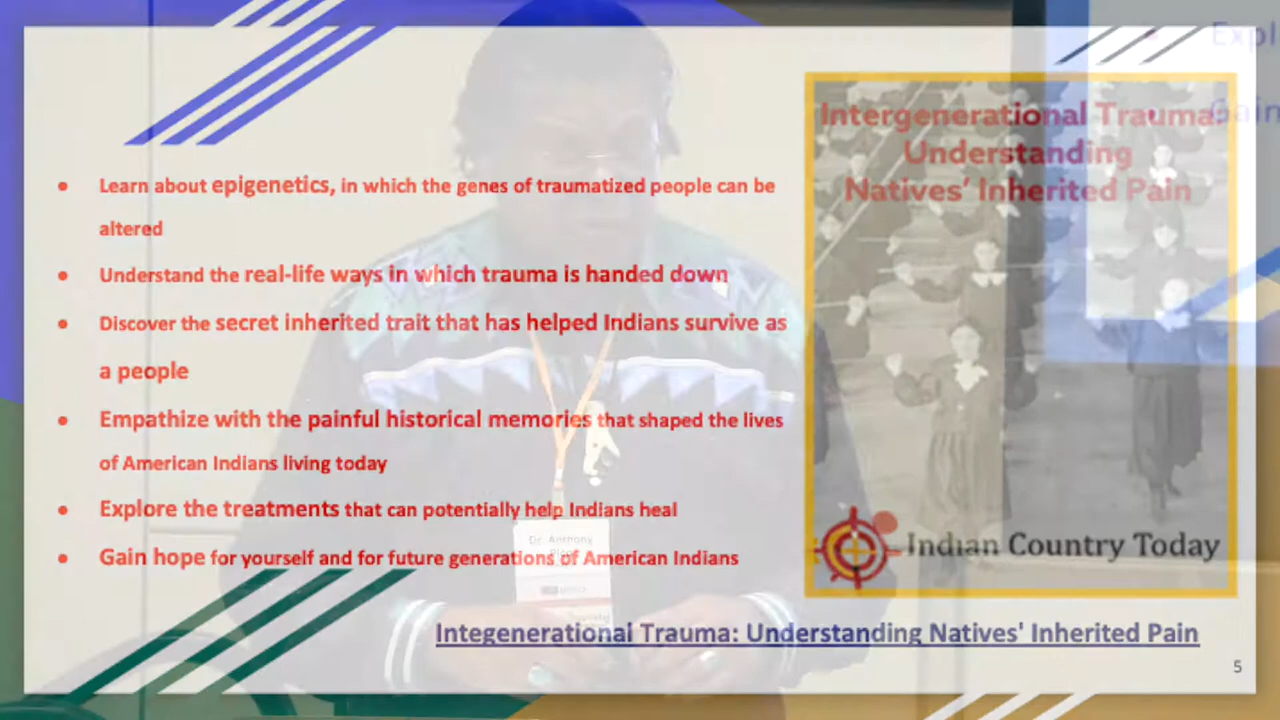 Expl
Gain
Intergenerational Trauma:
Understanding
Natives' Inherited Pain
● Learn about epigenetics, in which the genes of traumatized people can be
altered
● Understand the real-life ways in which trauma is handed down
● Discover the secret inherited trait that has helped Indians survive as
a people
● Empathize with the painful historical memories that shaped the lives
of American Indians living today
● Explore the treatments that can potentially help Indians heal
● Gain hope for yourself and for future generations of American Indians
Dr. Anthony
Indian Country Today
Integenerational Trauma: Understanding Natives' Inherited Pain
5